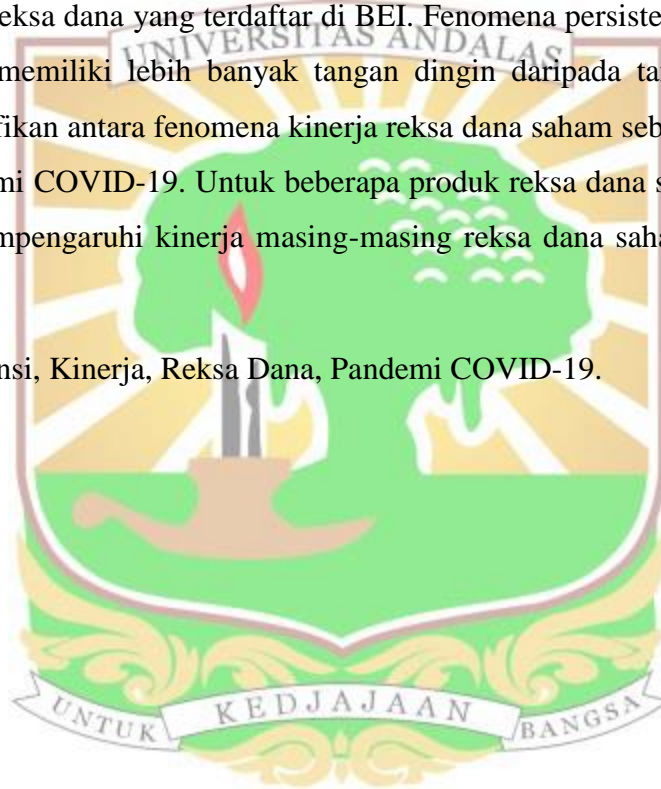 eksa dana yang terdaftar di BEI. Fenomena persiste
UNIVERSITAS ANDALAS
memiliki lebih banyak tangan dingin daripada ta
fikan antara fenomena kinerja reksa dana saham seb
mi COVID-19. Untuk beberapa produk reksa dana s
mpengaruhi kinerja masing-masing reksa dana saha
nsi, Kinerja, Reksa Dana, Pandemi COVID-19.
UNTUK KEDJAJAAN BANGSA